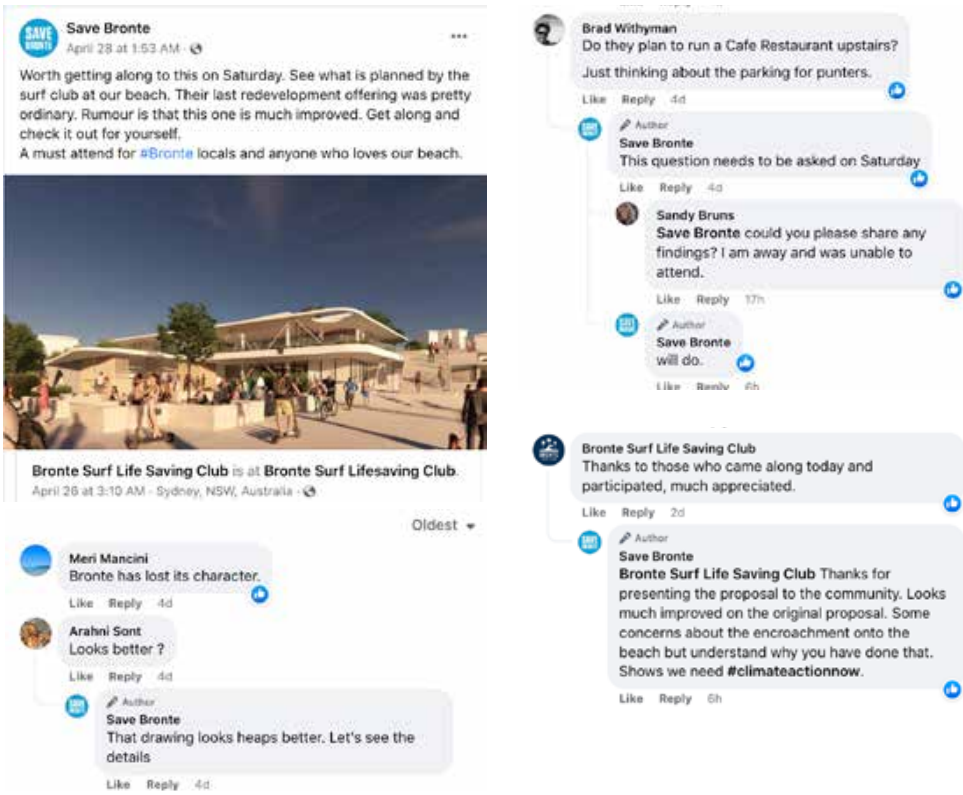 SAVE BRONTE
Save Bronte
April 28 at 1:53 AM ·
Worth getting along to this on Saturday. See what is planned by the
surf club at our beach. Their last redevelopment offering was pretty
ordinary. Rumour is that this one is much improved. Get along and
check it out for yourself.
A must attend for #Bronte locals and anyone who loves our beach.
Bronte Surf Life Saving Club is at Bronte Surf Lifesaving Club.
April 26 at 3:10 AM · Sydney, NSW, Australia ·
Oldest
Meri Mancini
Bronte has lost its character.
Like Reply 4d
Arahni Sont
Looks better ?
Like Reply 4d
Author
Save Bronte
That drawing looks heaps better. Let's see the
details
Like Reply 4d
Brad Withyman
Do they plan to run a Cafe Restaurant upstairs?
Just thinking about the parking for punters.
Like Reply 4d
Author
Save Bronte
This question needs to be asked on Saturday
Like Reply 4d
Sandy Bruns
Save Bronte could you please share any
findings? I am away and was unable to
attend.
Like Reply 17h
Author
Save Bronte
will do.
Like Reply 6h
Bronte Surf Life Saving Club
Thanks to those who came along today and
participated, much appreciated.
Like Reply 2d
Author
Save Bronte
Bronte Surf Life Saving Club Thanks for
presenting the proposal to the community. Looks
much improved on the original proposal. Some
concerns about the encroachment onto the
beach but understand why you have done that.
Shows we need #climateactionnow.
Like Reply 6h